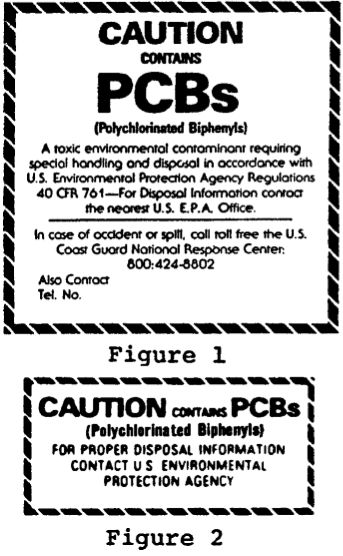 CAUTION
CONTAINS
PCBs
(Polychlorinated Biphenyls)
A toxic environmental contaminant requiring
special handling and disposal in accordance with
U.S. Environmental Protection Agency Regulations
40 CFR 761—For Disposal Information contact
the nearest U.S. E.P.A. Office.
In case of accident or spill, call toll free the U.S.
Coast Guard National Response Center:
800:424-8802
Also Contact
Tel. No.
Figure 1
CAUTION CONTAINS PCBs
(Polychlorinated Biphenyls)
FOR PROPER DISPOSAL INFORMATION
CONTACT U S ENVIRONMENTAL
PROTECTION AGENCY
Figure 2